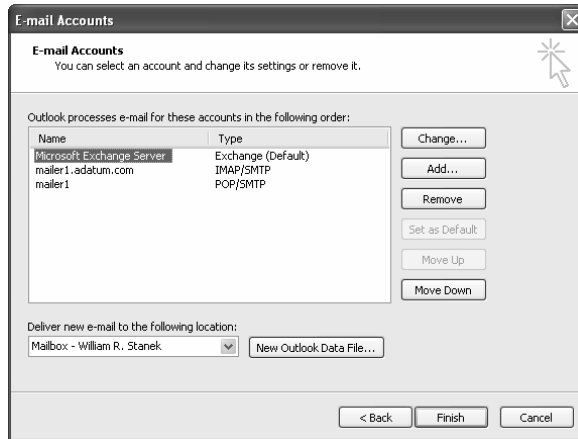 E-mail Accounts
E-mail Accounts
You can select an account and change its settings or remove it.
Outlook processes e-mail for these accounts in the following order:
Name Type
Microsoft Exchange Server Exchange (Default)
mailer1.adatum.com IMAP/SMTP
mailer1 POP/SMTP
Change...
Add...
Remove
Set as Default
Move Up
Move Down
Deliver new e-mail to the following location:
Mailbox - William R. Stanek New Outlook Data File...
< Back Finish Cancel